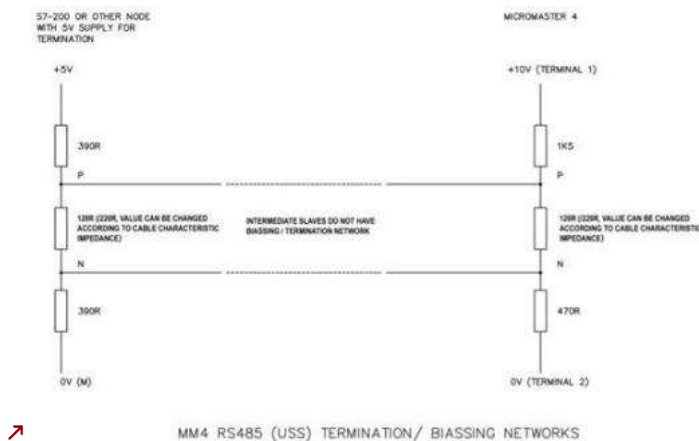 S7-200 OR OTHER NODE
WITH 5V SUPPLY FOR
TERMINATION
MICROMASTER 4
+5V
+10V (TERMINAL 1)
390R
1K5
P
P
120R (/220R, VALUE CAN BE CHANGED
ACCORDING TO CABLE CHARACTERISTIC
IMPEDANCE)
INTERMEDIATE SLAVES DO NOT HAVE
BIASSING / TERMINATION NETWORK
120R (/220R, VALUE CAN BE CHANGED
ACCORDING TO CABLE CHARACTERISTIC
IMPEDANCE)
N
N
390R
470R
0V (M)
0V (TERMINAL 2)
MM4 RS485 (USS) TERMINATION/ BIASSING NETWORKS